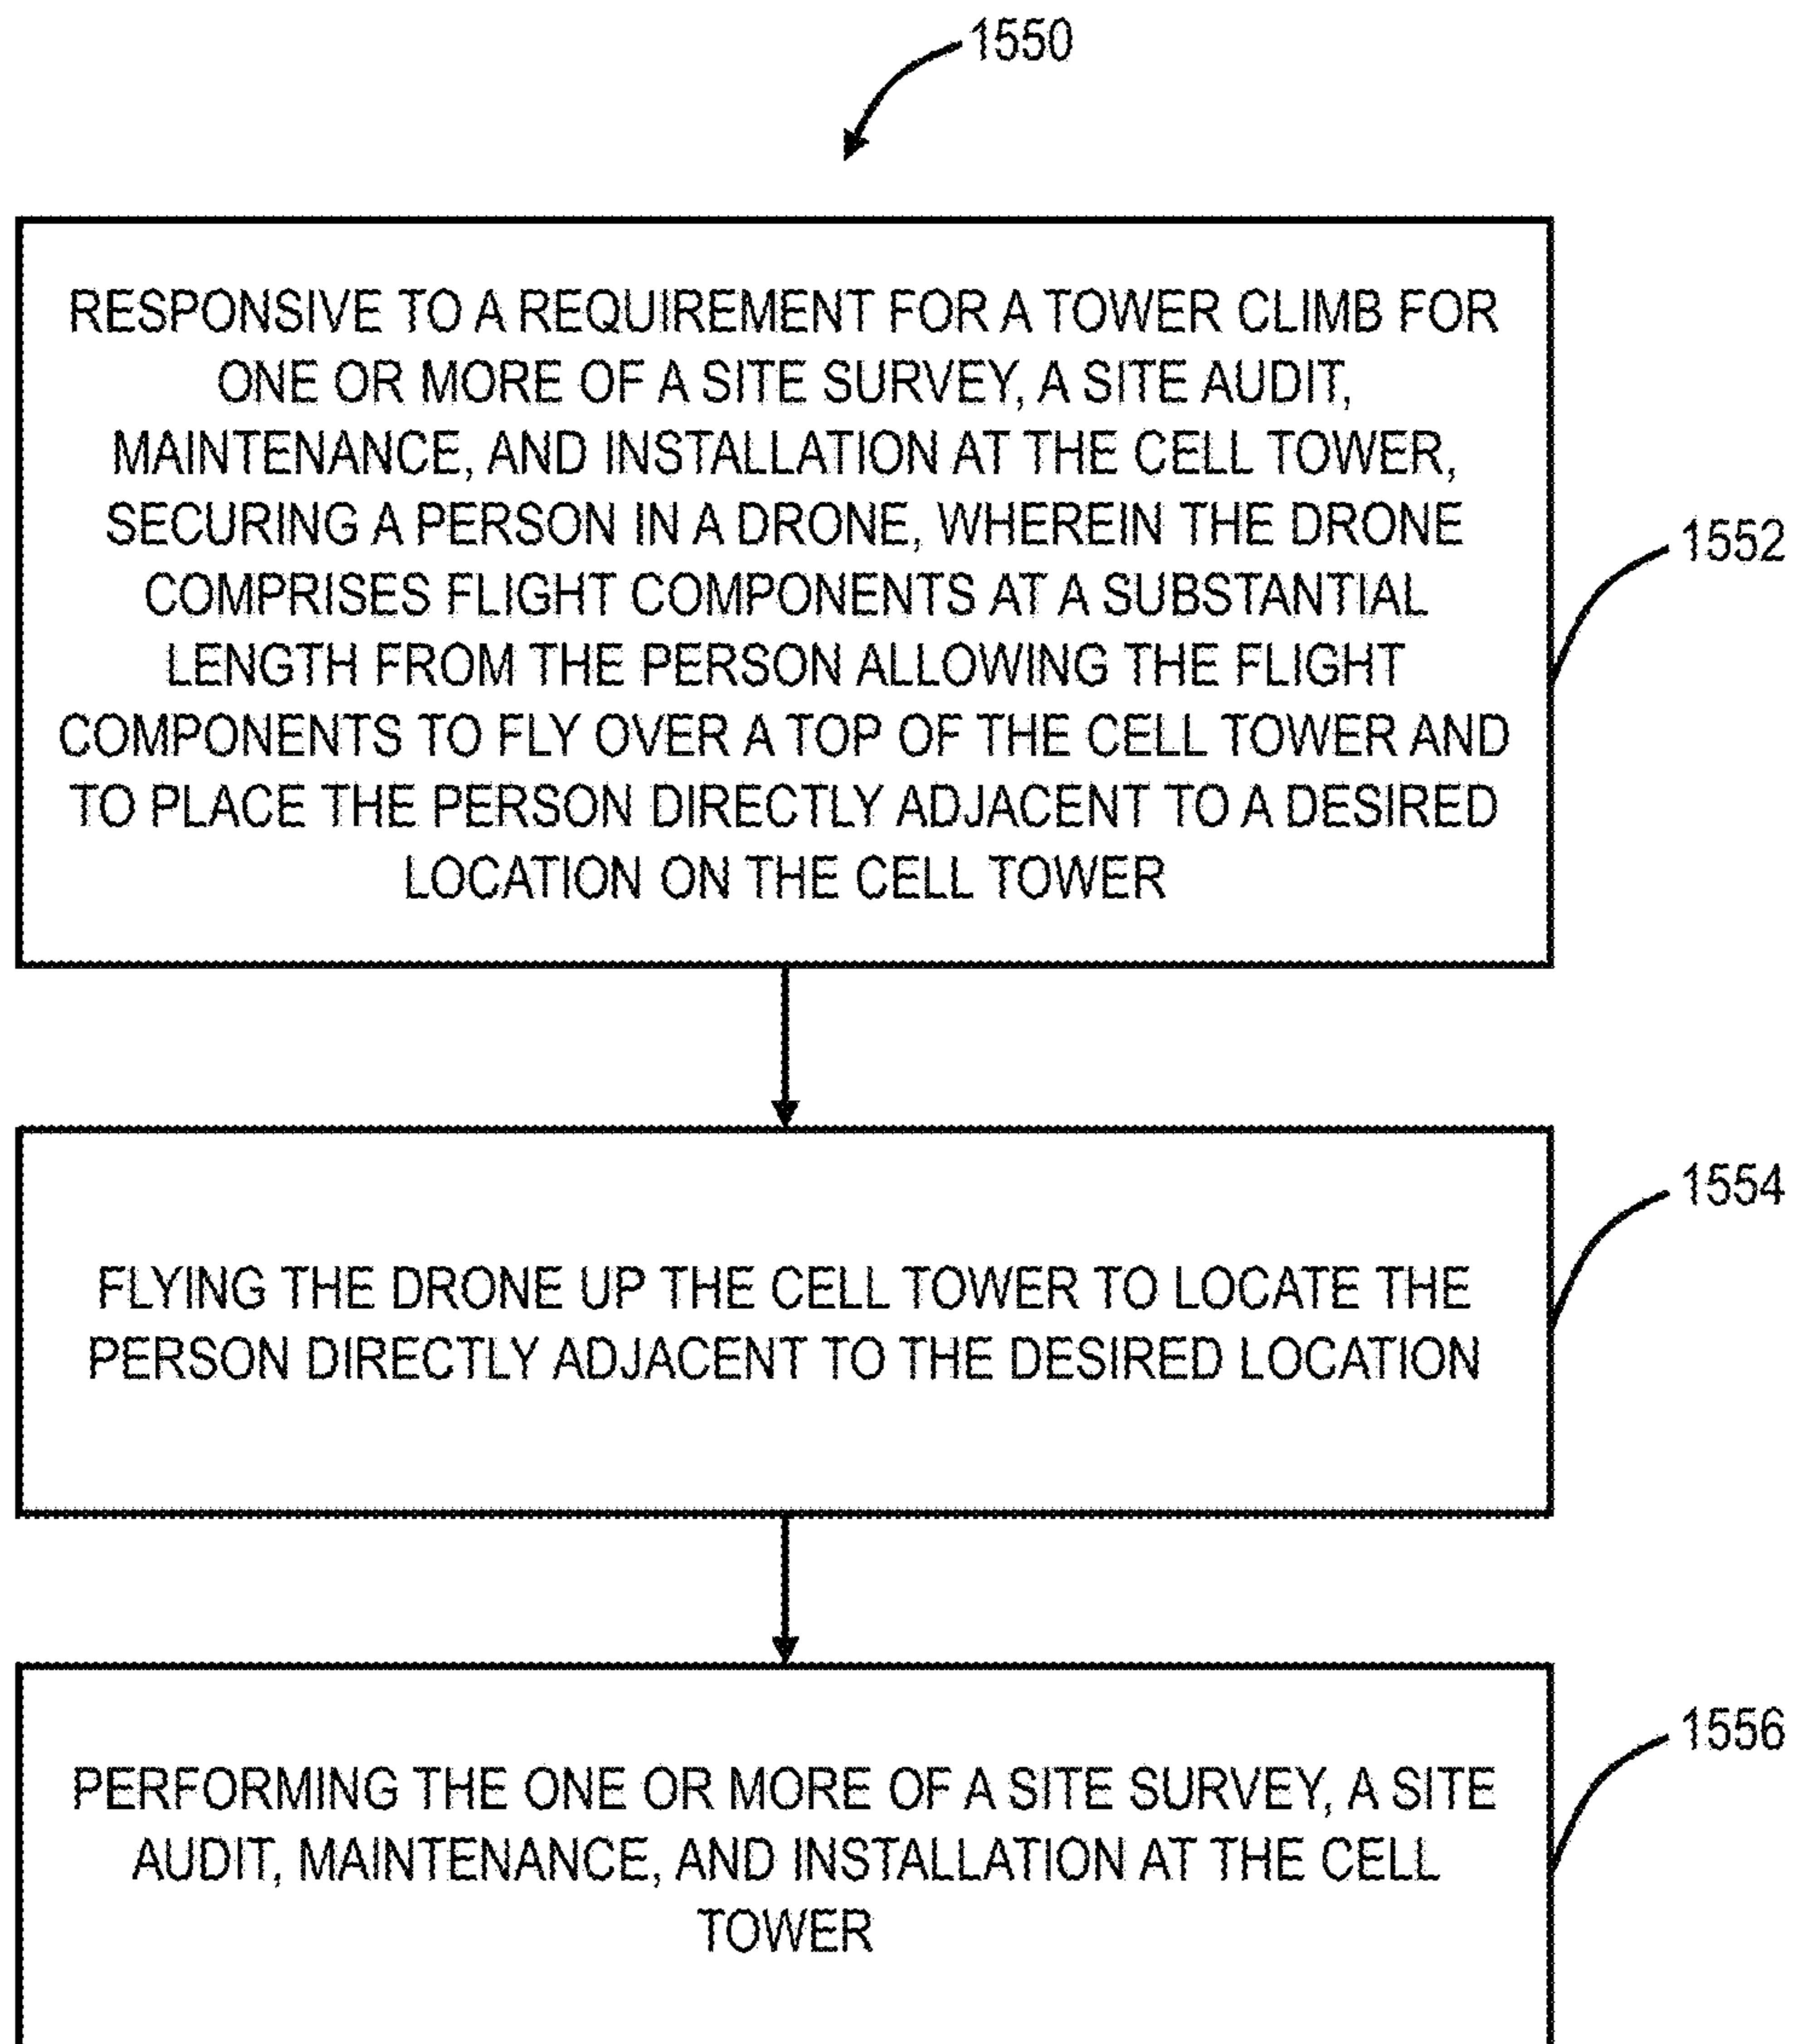 1550
RESPONSIVE TO A REQUIREMENT FOR A TOWER CLIMB FOR
ONE OR MORE OF A SITE SURVEY, A SITE AUDIT,
MAINTENANCE, AND INSTALLATION AT THE CELL TOWER,
SECURING A PERSON IN A DRONE, WHEREIN THE DRONE
COMPRISES FLIGHT COMPONENTS AT A SUBSTANTIAL
LENGTH FROM THE PERSON ALLOWING THE FLIGHT
COMPONENTS TO FLY OVER A TOP OF THE CELL TOWER AND
TO PLACE THE PERSON DIRECTLY ADJACENT TO A DESIRED
LOCATION ON THE CELL TOWER
1552
FLYING THE DRONE UP THE CELL TOWER TO LOCATE THE
PERSON DIRECTLY ADJACENT TO THE DESIRED LOCATION
1554
PERFORMING THE ONE OR MORE OF A SITE SURVEY, A SITE
AUDIT, MAINTENANCE, AND INSTALLATION AT THE CELL
TOWER
1556